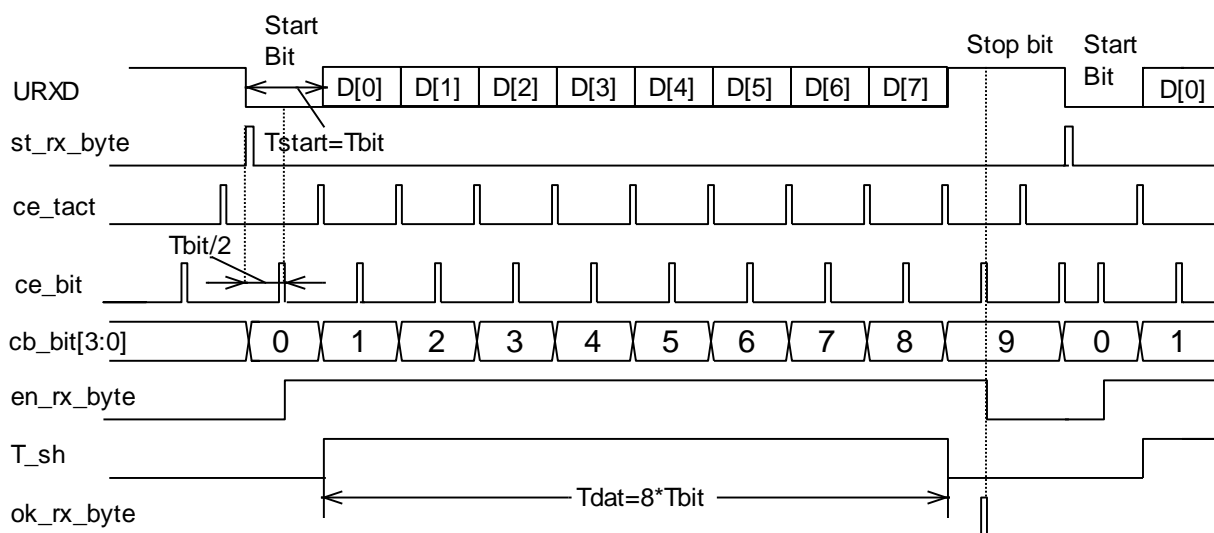 Start
Bit
Stop bit
Start
Bit
URXD
D[0] D[1] D[2] D[3] D[4] D[5] D[6] D[7] D[0]
st_rx_byte
Tstart=Tbit
ce_tact
Tbit/2
ce_bit
cb_bit[3:0] 0 1 2 3 4 5 6 7 8 9 0 1
en_rx_byte
T_sh
Tdat=8*Tbit
ok_rx_byte